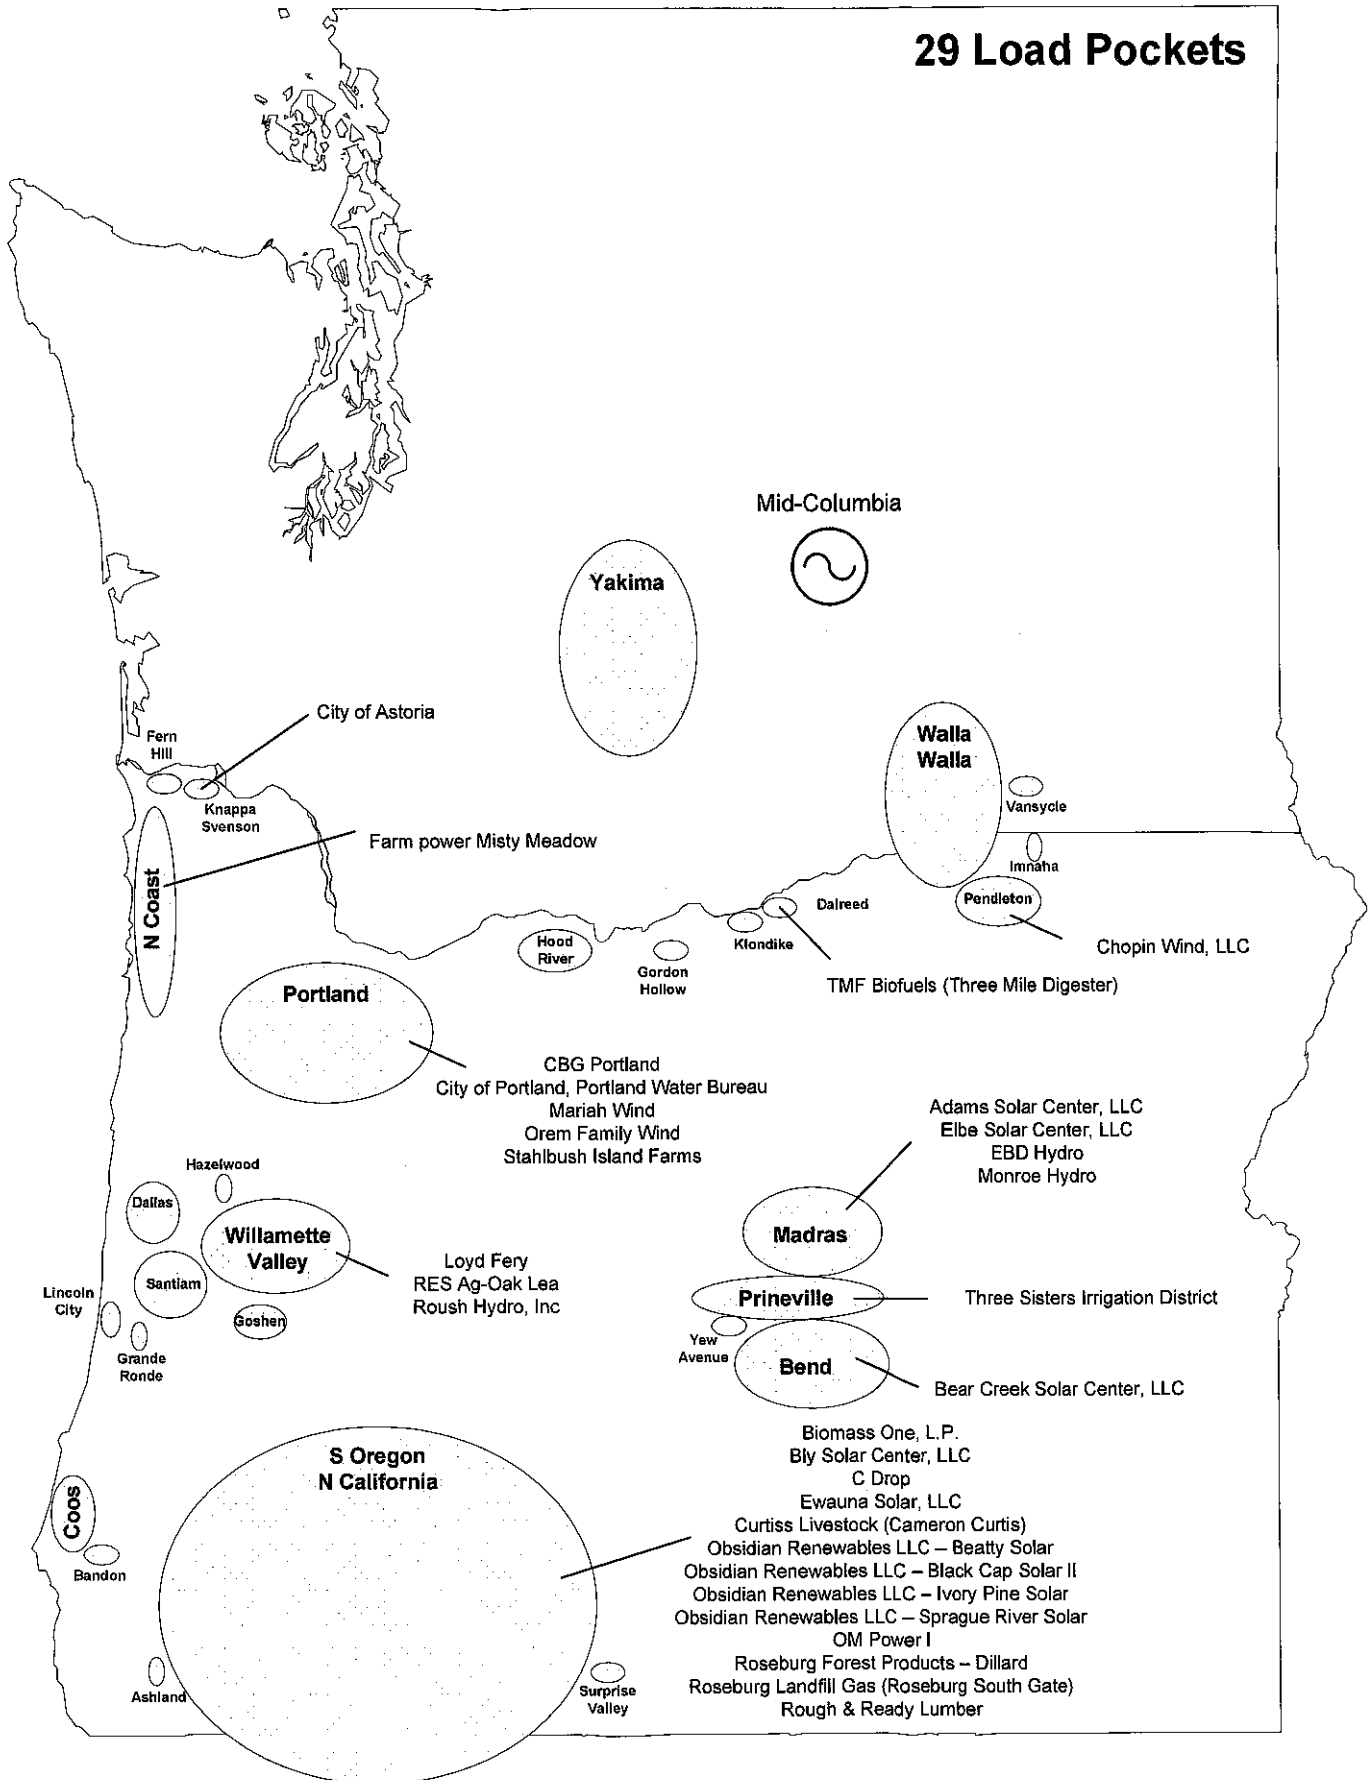 29 Load Pockets
Mid-Columbia
Yakima
City of Astoria
Fern
Hill
Walla
Walla
Vansycle
Knappa
Svenson
Farm power Misty Meadow
Imnaha
N Coast
Dalreed
Pendleton
Klondike
Hood
River
Chopin Wind, LLC
Gordon
Hollow
TMF Biofuels (Three Mile Digester)
Portland
CBG Portland
City of Portland, Portland Water Bureau
Mariah Wind
Orem Family Wind
Stahlbush Island Farms
Adams Solar Center, LLC
Elbe Solar Center, LLC
EBD Hydro
Monroe Hydro
Hazelwood
Dallas
Willamette
Valley
Madras
Loyd Fery
RES Ag-Oak Lea
Roush Hydro, Inc
Santiam
Lincoln
City
Prineville
Three Sisters Irrigation District
Goshen
Grande
Ronde
Yew
Avenue
Bend
Bear Creek Solar Center, LLC
S Oregon
N California
Biomass One, L.P.
Bly Solar Center, LLC
C Drop
Ewauna Solar, LLC
Curtiss Livestock (Cameron Curtis)
Obsidian Renewables LLC – Beatty Solar
Obsidian Renewables LLC – Black Cap Solar II
Obsidian Renewables LLC – Ivory Pine Solar
Obsidian Renewables LLC – Sprague River Solar
OM Power I
Roseburg Forest Products – Dillard
Roseburg Landfill Gas (Roseburg South Gate)
Rough & Ready Lumber
Coos
Bandon
Ashland
Surprise
Valley